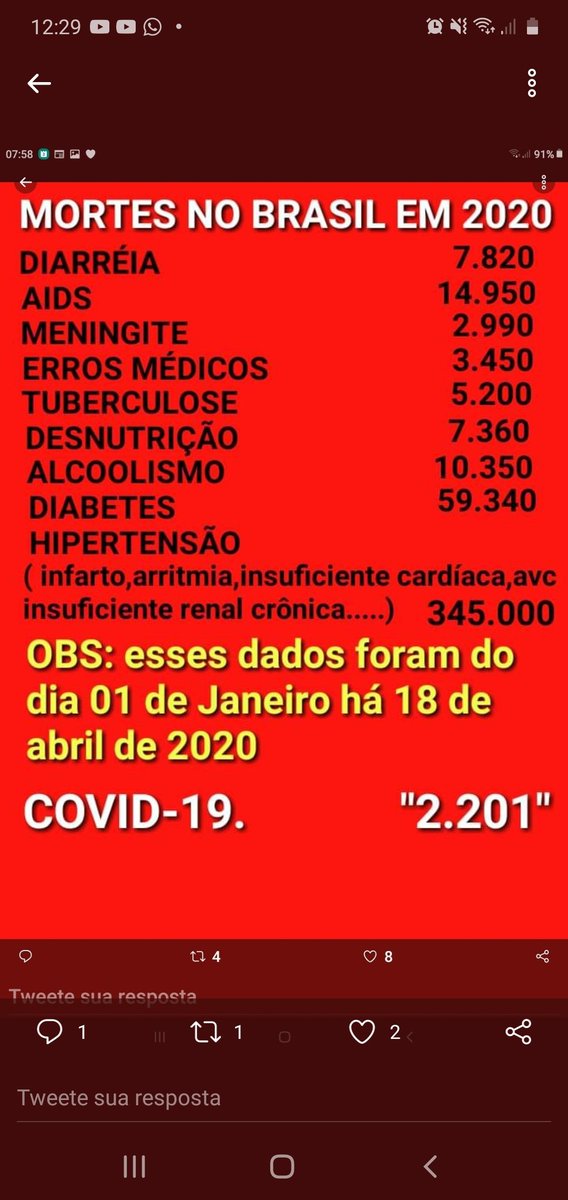 12:29
07:58 91%
MORTES NO BRASIL EM 2020
DIARRÉIA 7.820
AIDS 14.950
MENINGITE 2.990
ERROS MÉDICOS 3.450
TUBERCULOSE 5.200
DESNUTRIÇÃO 7.360
ALCOOLISMO 10.350
DIABETES 59.340
HIPERTENSÃO
( infarto,arritmia,insuficiente cardíaca,avc
insuficiente renal crônica.....) 345.000
OBS: esses dados foram do
dia 01 de Janeiro há 18 de
abril de 2020
COVID-19. "2.201"
4 8
Tweete sua resposta
1 1 2
Tweete sua resposta